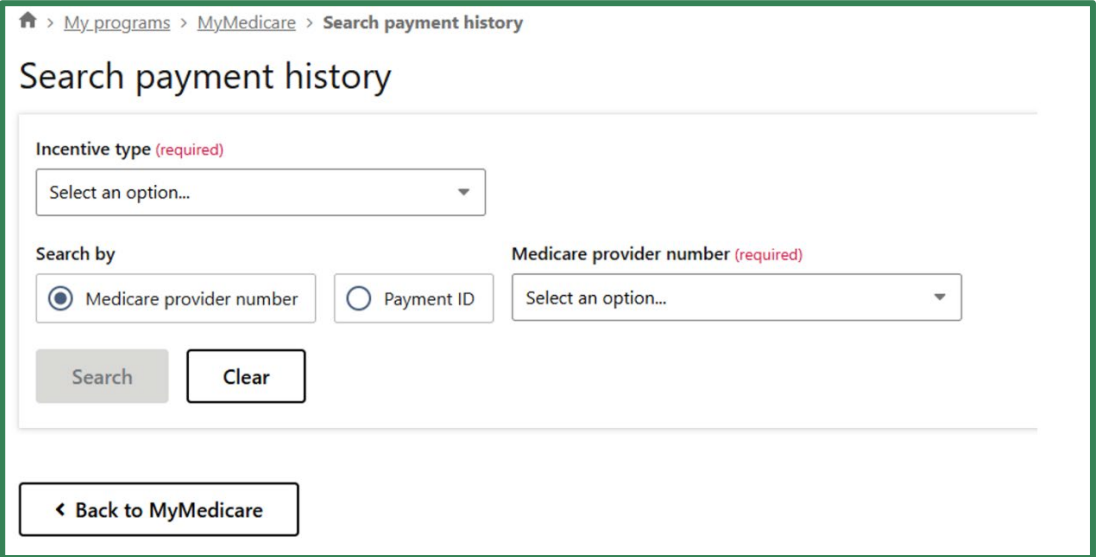 > My programs > MyMedicare > Search payment history
Search payment history
Incentive type (required)
Select an option...
Search by
Medicare provider number (required)
Medicare provider number
Payment ID
Select an option...
Search
Clear
< Back to MyMedicare